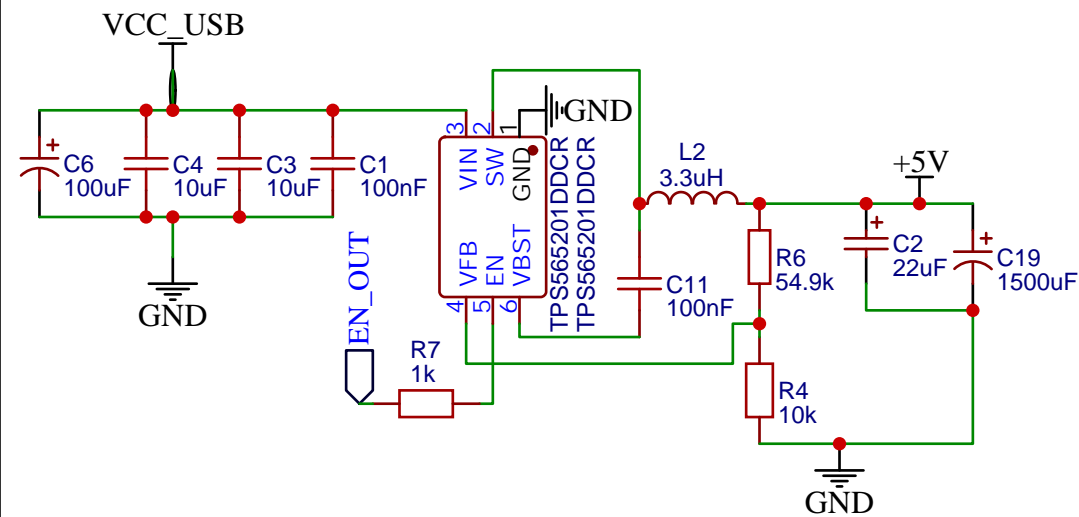 VCC_USB
C6
100uF
C4
10uF
C3
10uF
C1
100nF
GND
3
2
1
GND
VIN
SW
GND
VFB
EN
VBST
4
5
6
TPS565201DDCR
TPS565201DDCR
EN_OUT
R7
1k
L2
3.3uH
C11
100nF
R6
54.9k
R4
10k
+5V
+
C2
22uF
+
C19
1500uF
+
GND